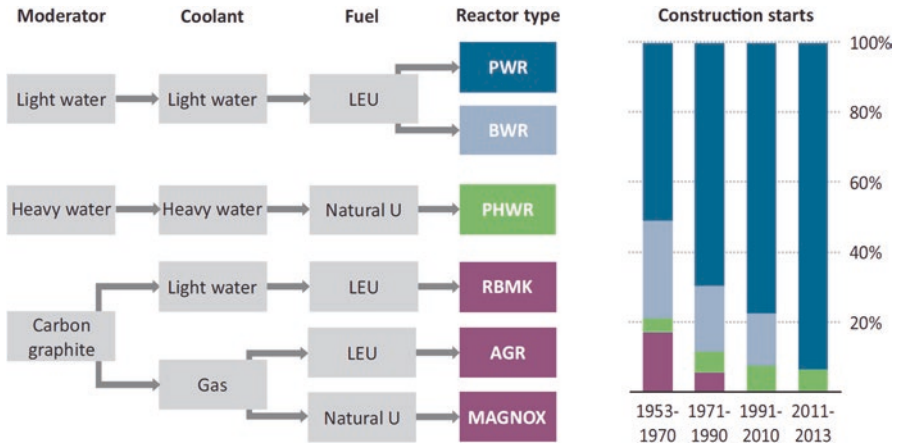 Moderator Coolant Fuel Reactor type Construction starts
100%
PWR
Light water Light water LEU
80%
BWR
60%
Heavy water Heavy water Natural U PHWR
40%
Light water LEU RBMK
20%
Carbon
graphite
LEU AGR
Gas
Natural U MAGNOX
1953-
1970
1971-
1990
1991-
2010
2011-
2013